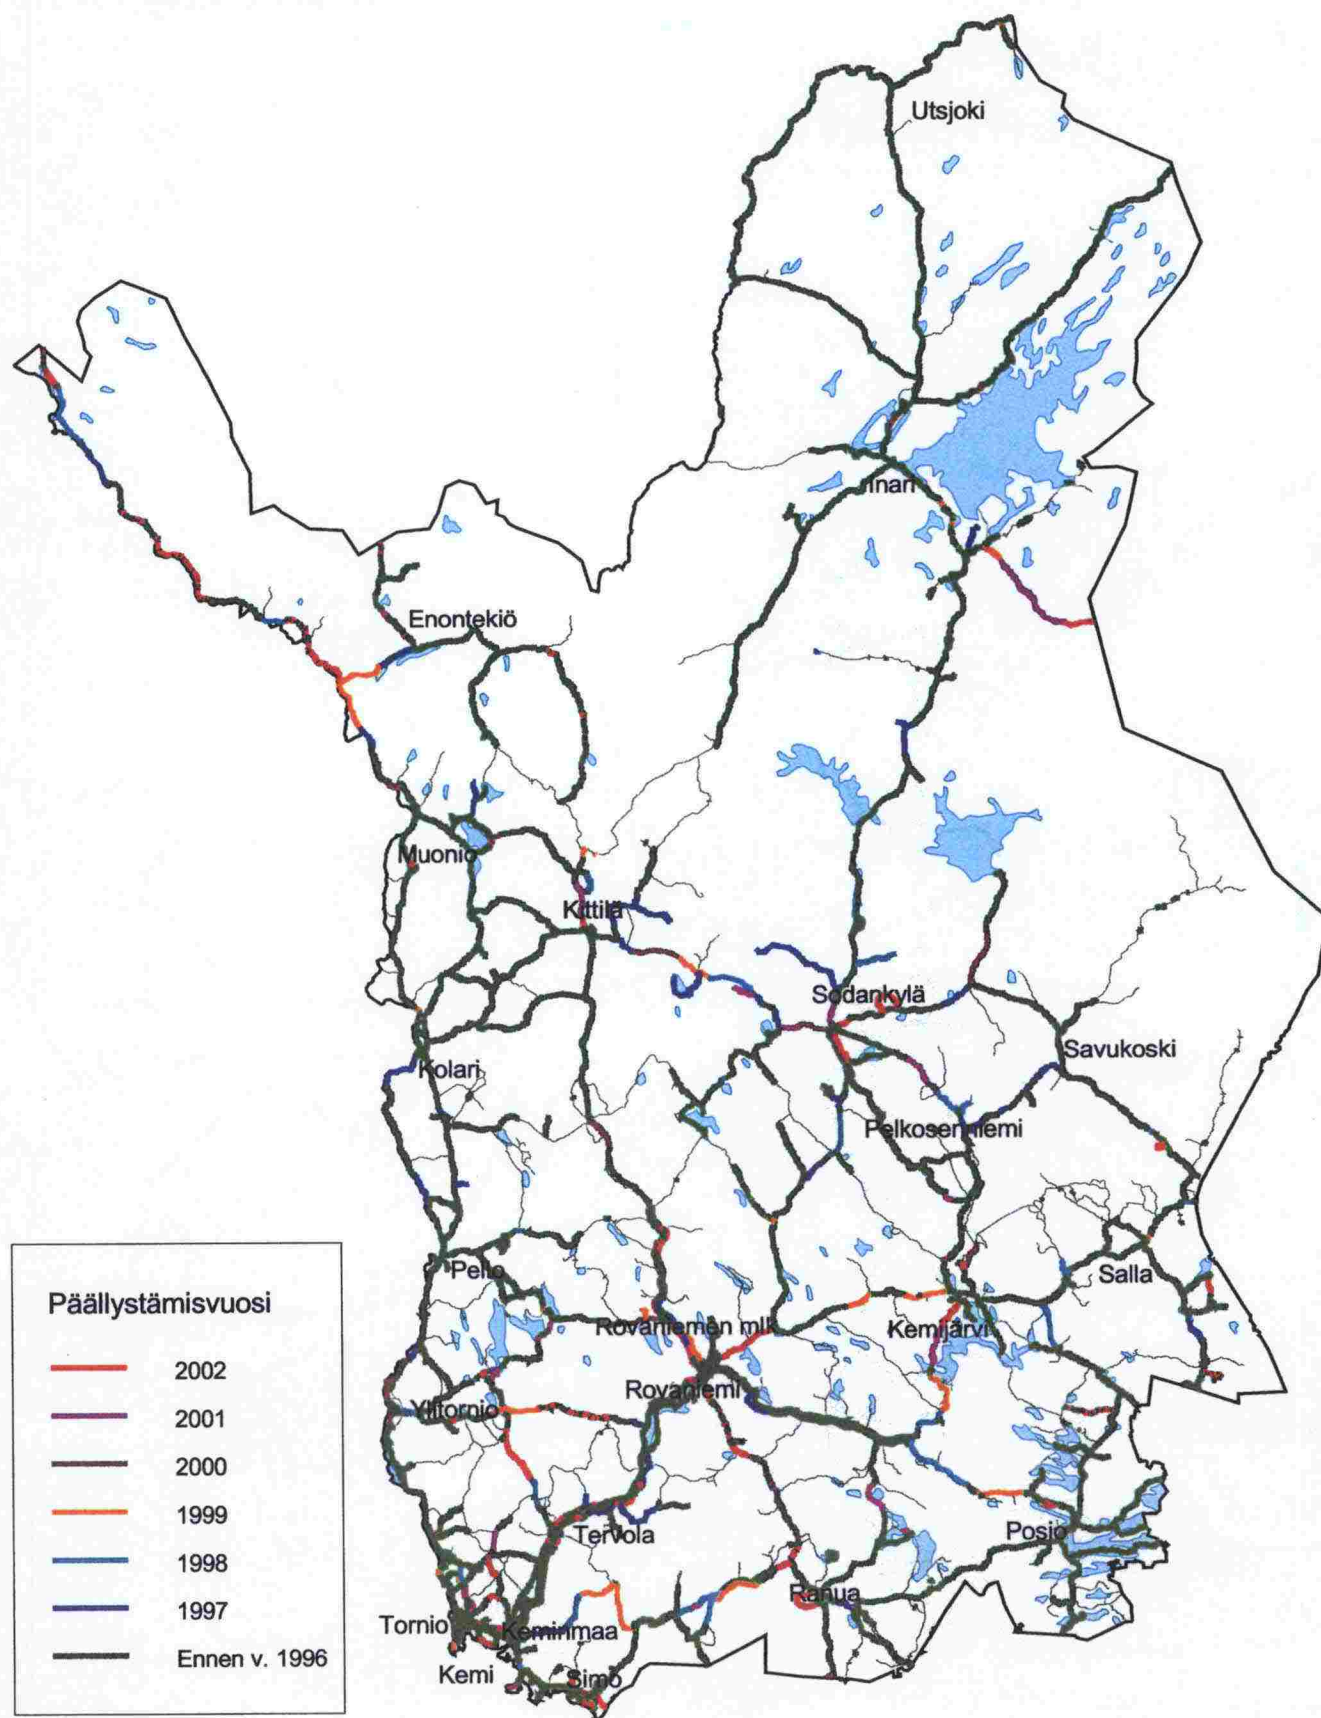 Utsjoki
Inari
Enontekiö
Muonio
Kittilä
Sodankylä
Savukoski
Kolari
Pelkosenniemi
Pello
Salla
Rovaniemen mlk
Kemijärvi
Rovaniemi
Ylitornio
Tervola
Posio
Ranua
Tornio
Keminmaa
Kemi
Simo
Päällystämisvuosi
2002
2001
2000
1999
1998
1997
Ennen v. 1996